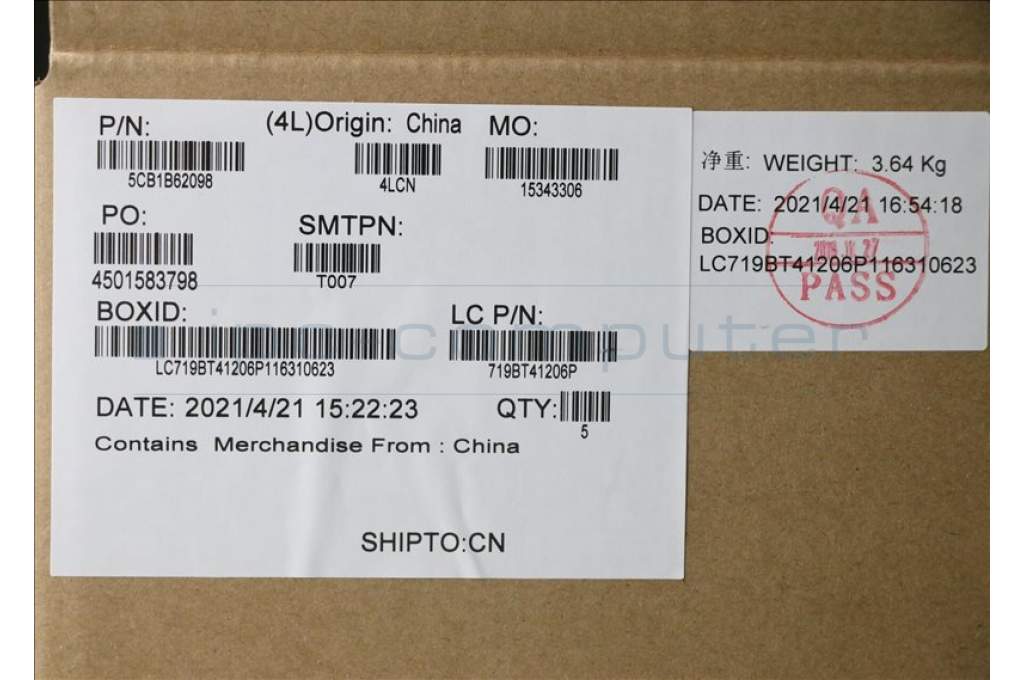 P/N:
(4L)Origin: China
MO:
5CB1B62098
4LCN
15343306
PO:
SMTPN:
4501583798
T007
BOXID:
LC P/N:
LC719BT41206P116310623
719BT41206P
DATE: 2021/4/21 15:22:23
QTY:
5
Contains Merchandise From : China
SHIPTO:CN
净重: WEIGHT: 3.64 Kg
DATE: 2021/4/21 16:54:18
BOXID:
LC719BT41206P116310623
QA
PASS
computer